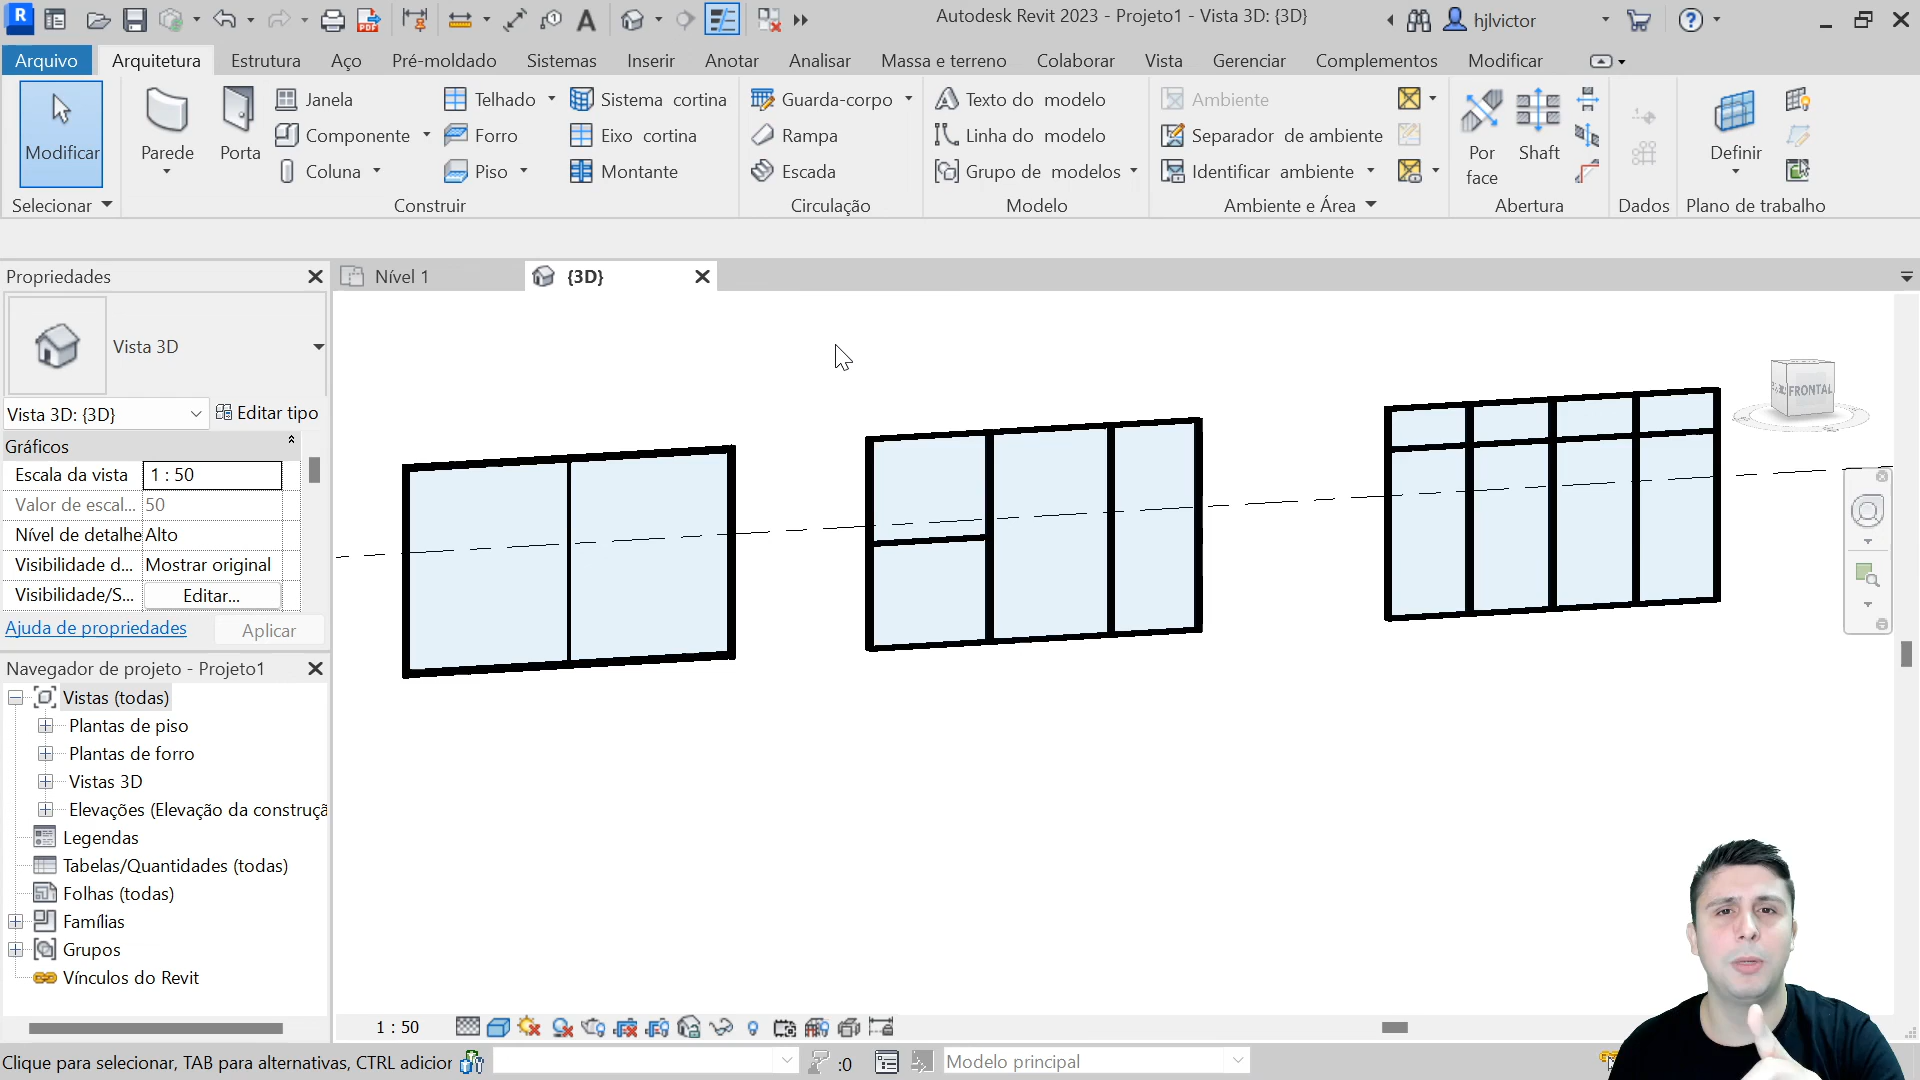 Autodesk Revit 2023 - Projeto1 - Vista 3D: {3D}
hjlvictor
Arquivo Arquitetura Estrutura Aço Pré-moldado Sistemas Inserir Anotar Analisar Massa e terreno Colaborar Vista Gerenciar Complementos Modificar
Modificar
Selecionar
Parede
Porta
Janela
Componente
Coluna
Telhado
Forro
Piso
Sistema cortina
Eixo cortina
Montante
Construir
Guarda-corpo
Rampa
Escada
Circulação
Texto do modelo
Linha do modelo
Grupo de modelos
Modelo
Ambiente
Separador de ambiente
Identificar ambiente
Ambiente e Área
Por
face
Shaft
Abertura
Dados
Definir
Plano de trabalho
Propriedades
Nível 1
{3D}
Vista 3D
Vista 3D: {3D}
Editar tipo
Gráficos
Escala da vista 1 : 50
Valor de escal... 50
Nível de detalhe Alto
Visibilidade d... Mostrar original
Visibilidade/S... Editar...
Ajuda de propriedades Aplicar
Navegador de projeto - Projeto1
Vistas (todas)
Plantas de piso
Plantas de forro
Vistas 3D
Elevações (Elevação da construçã
Legendas
Tabelas/Quantidades (todas)
Folhas (todas)
Famílias
Grupos
Vínculos do Revit
FRONTAL
1 : 50
Clique para selecionar, TAB para alternativas, CTRL adicior
:0
Modelo principal